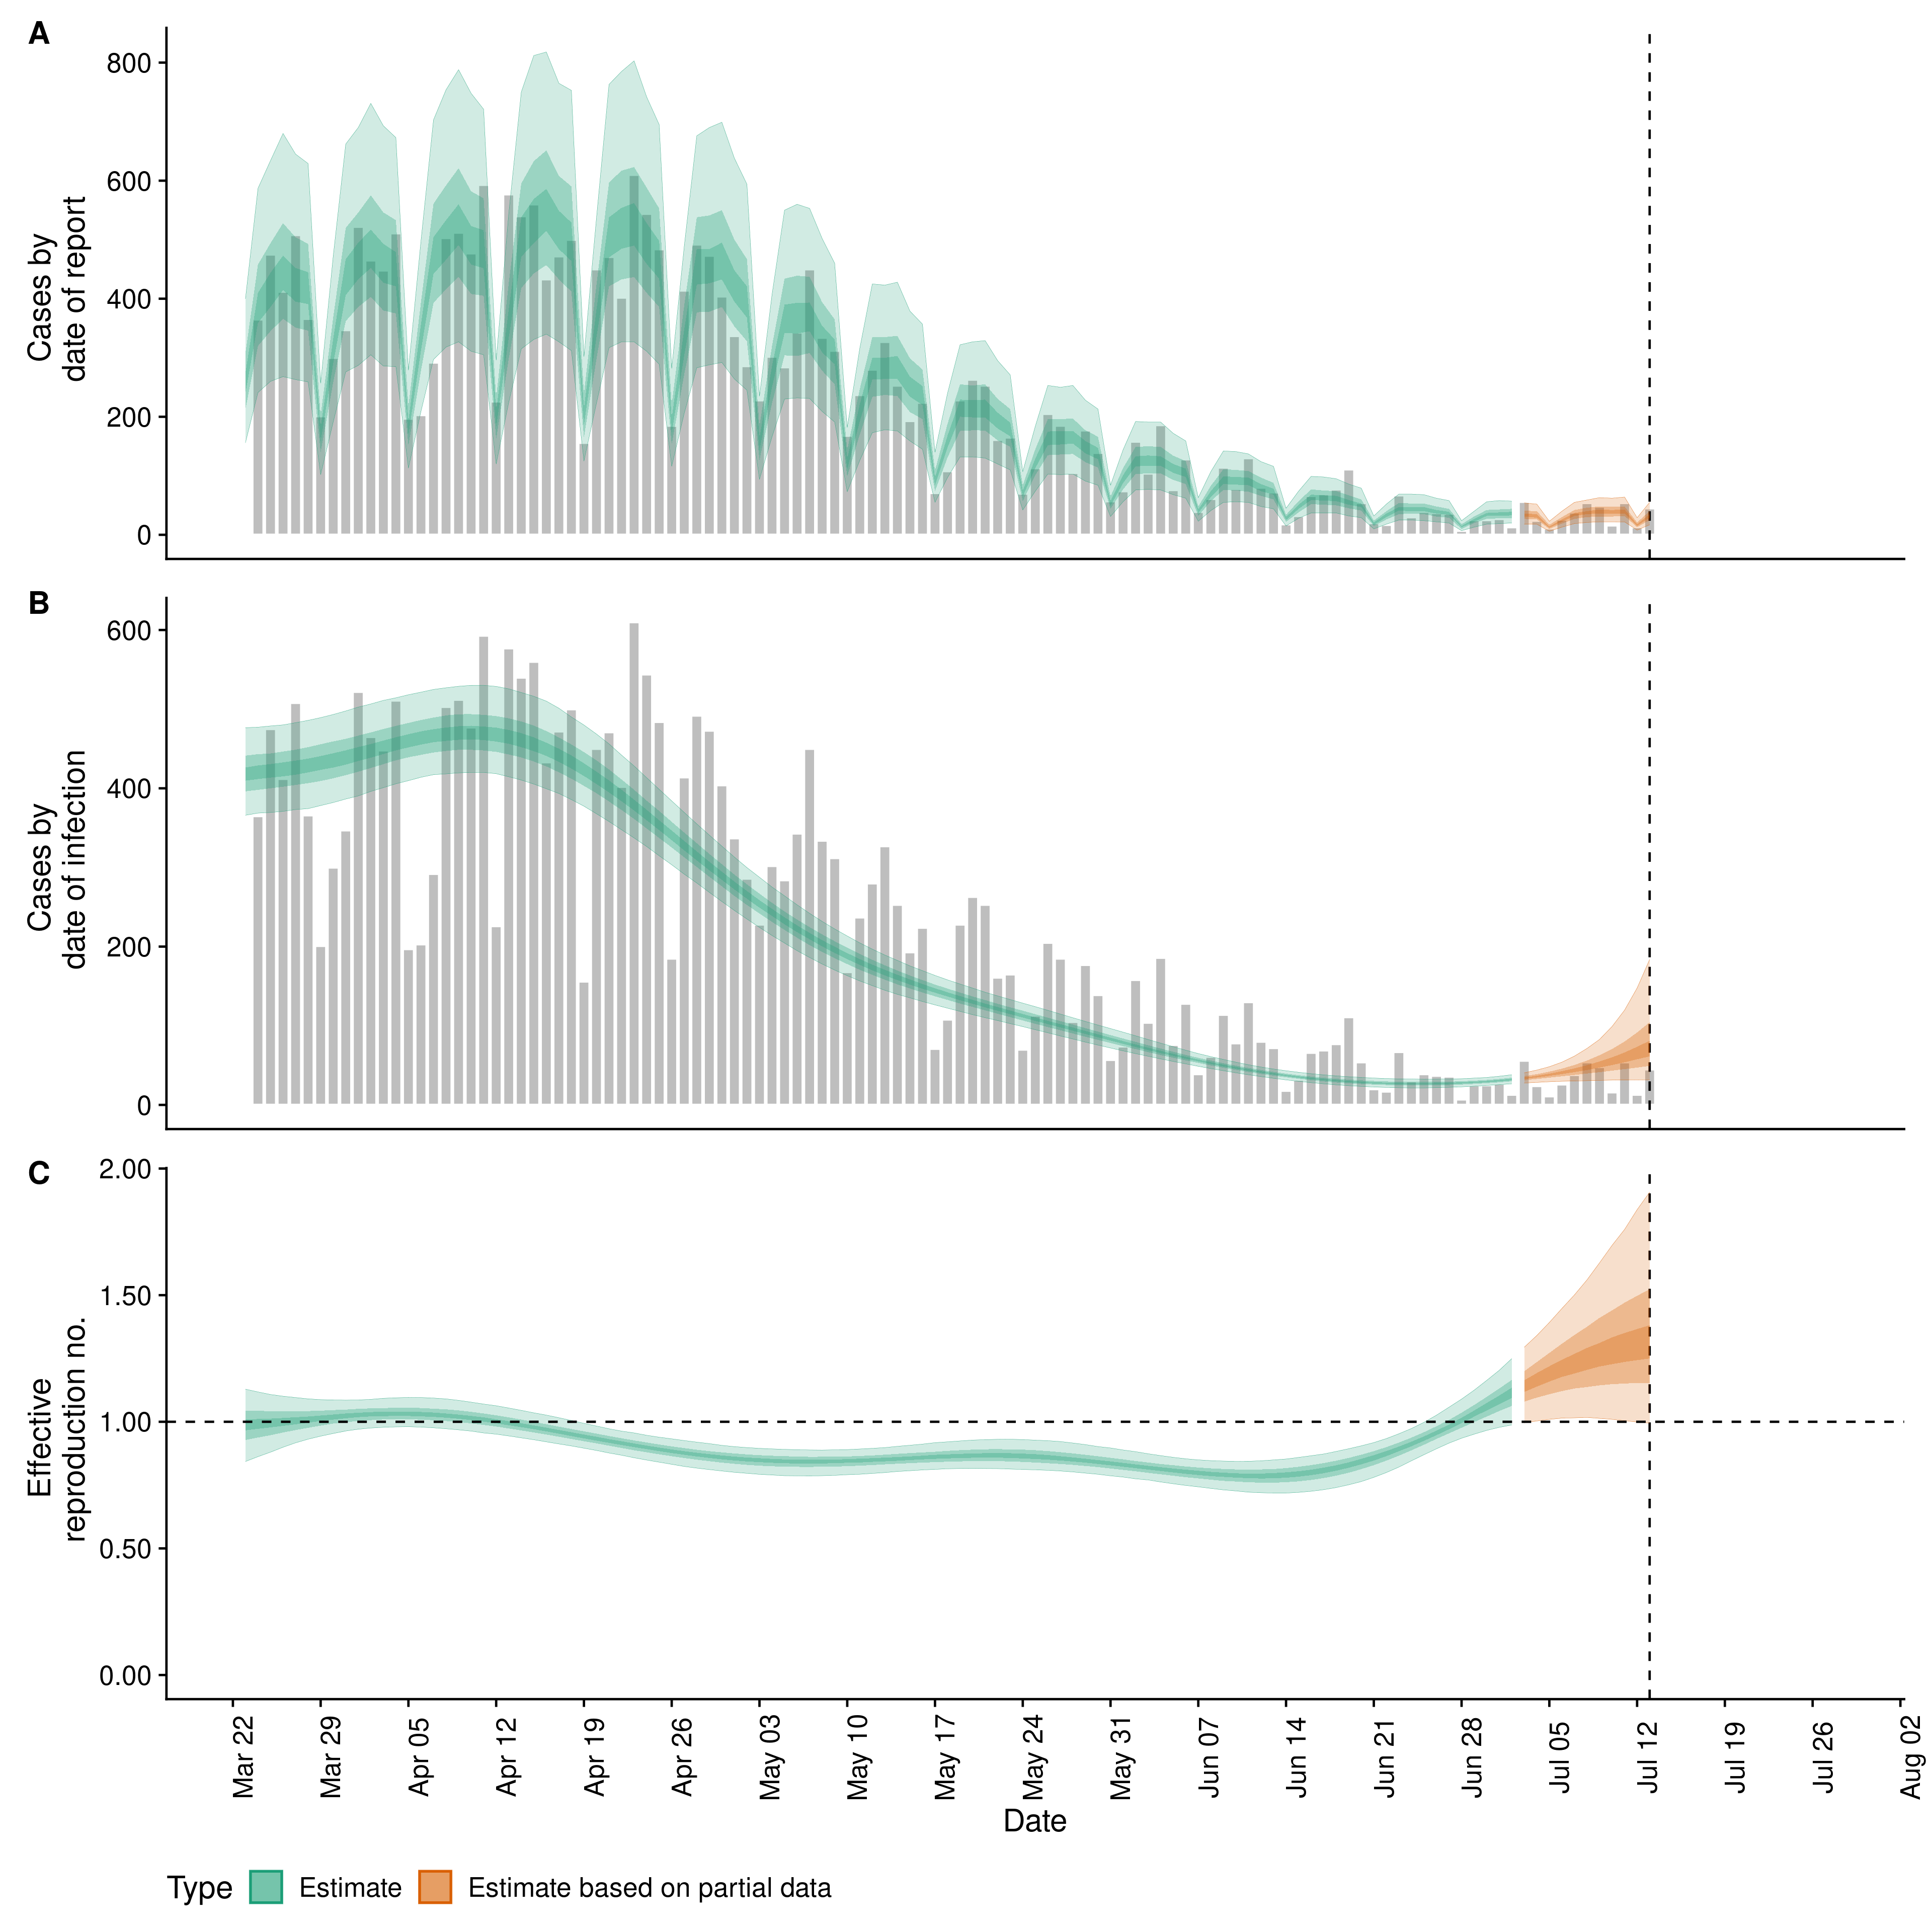 A
800
600
400
200
0
Cases by
date of report
B
600
400
200
0
Cases by
date of infection
C
2.00
1.50
1.00
0.50
0.00
Effective
reproduction no.
Mar 22
Mar 29
Apr 05
Apr 12
Apr 19
Apr 26
May 03
May 10
May 17
May 24
May 31
Jun 07
Jun 14
Jun 21
Jun 28
Jul 05
Jul 12
Jul 19
Jul 26
Aug 02
Date
Type Estimate Estimate based on partial data